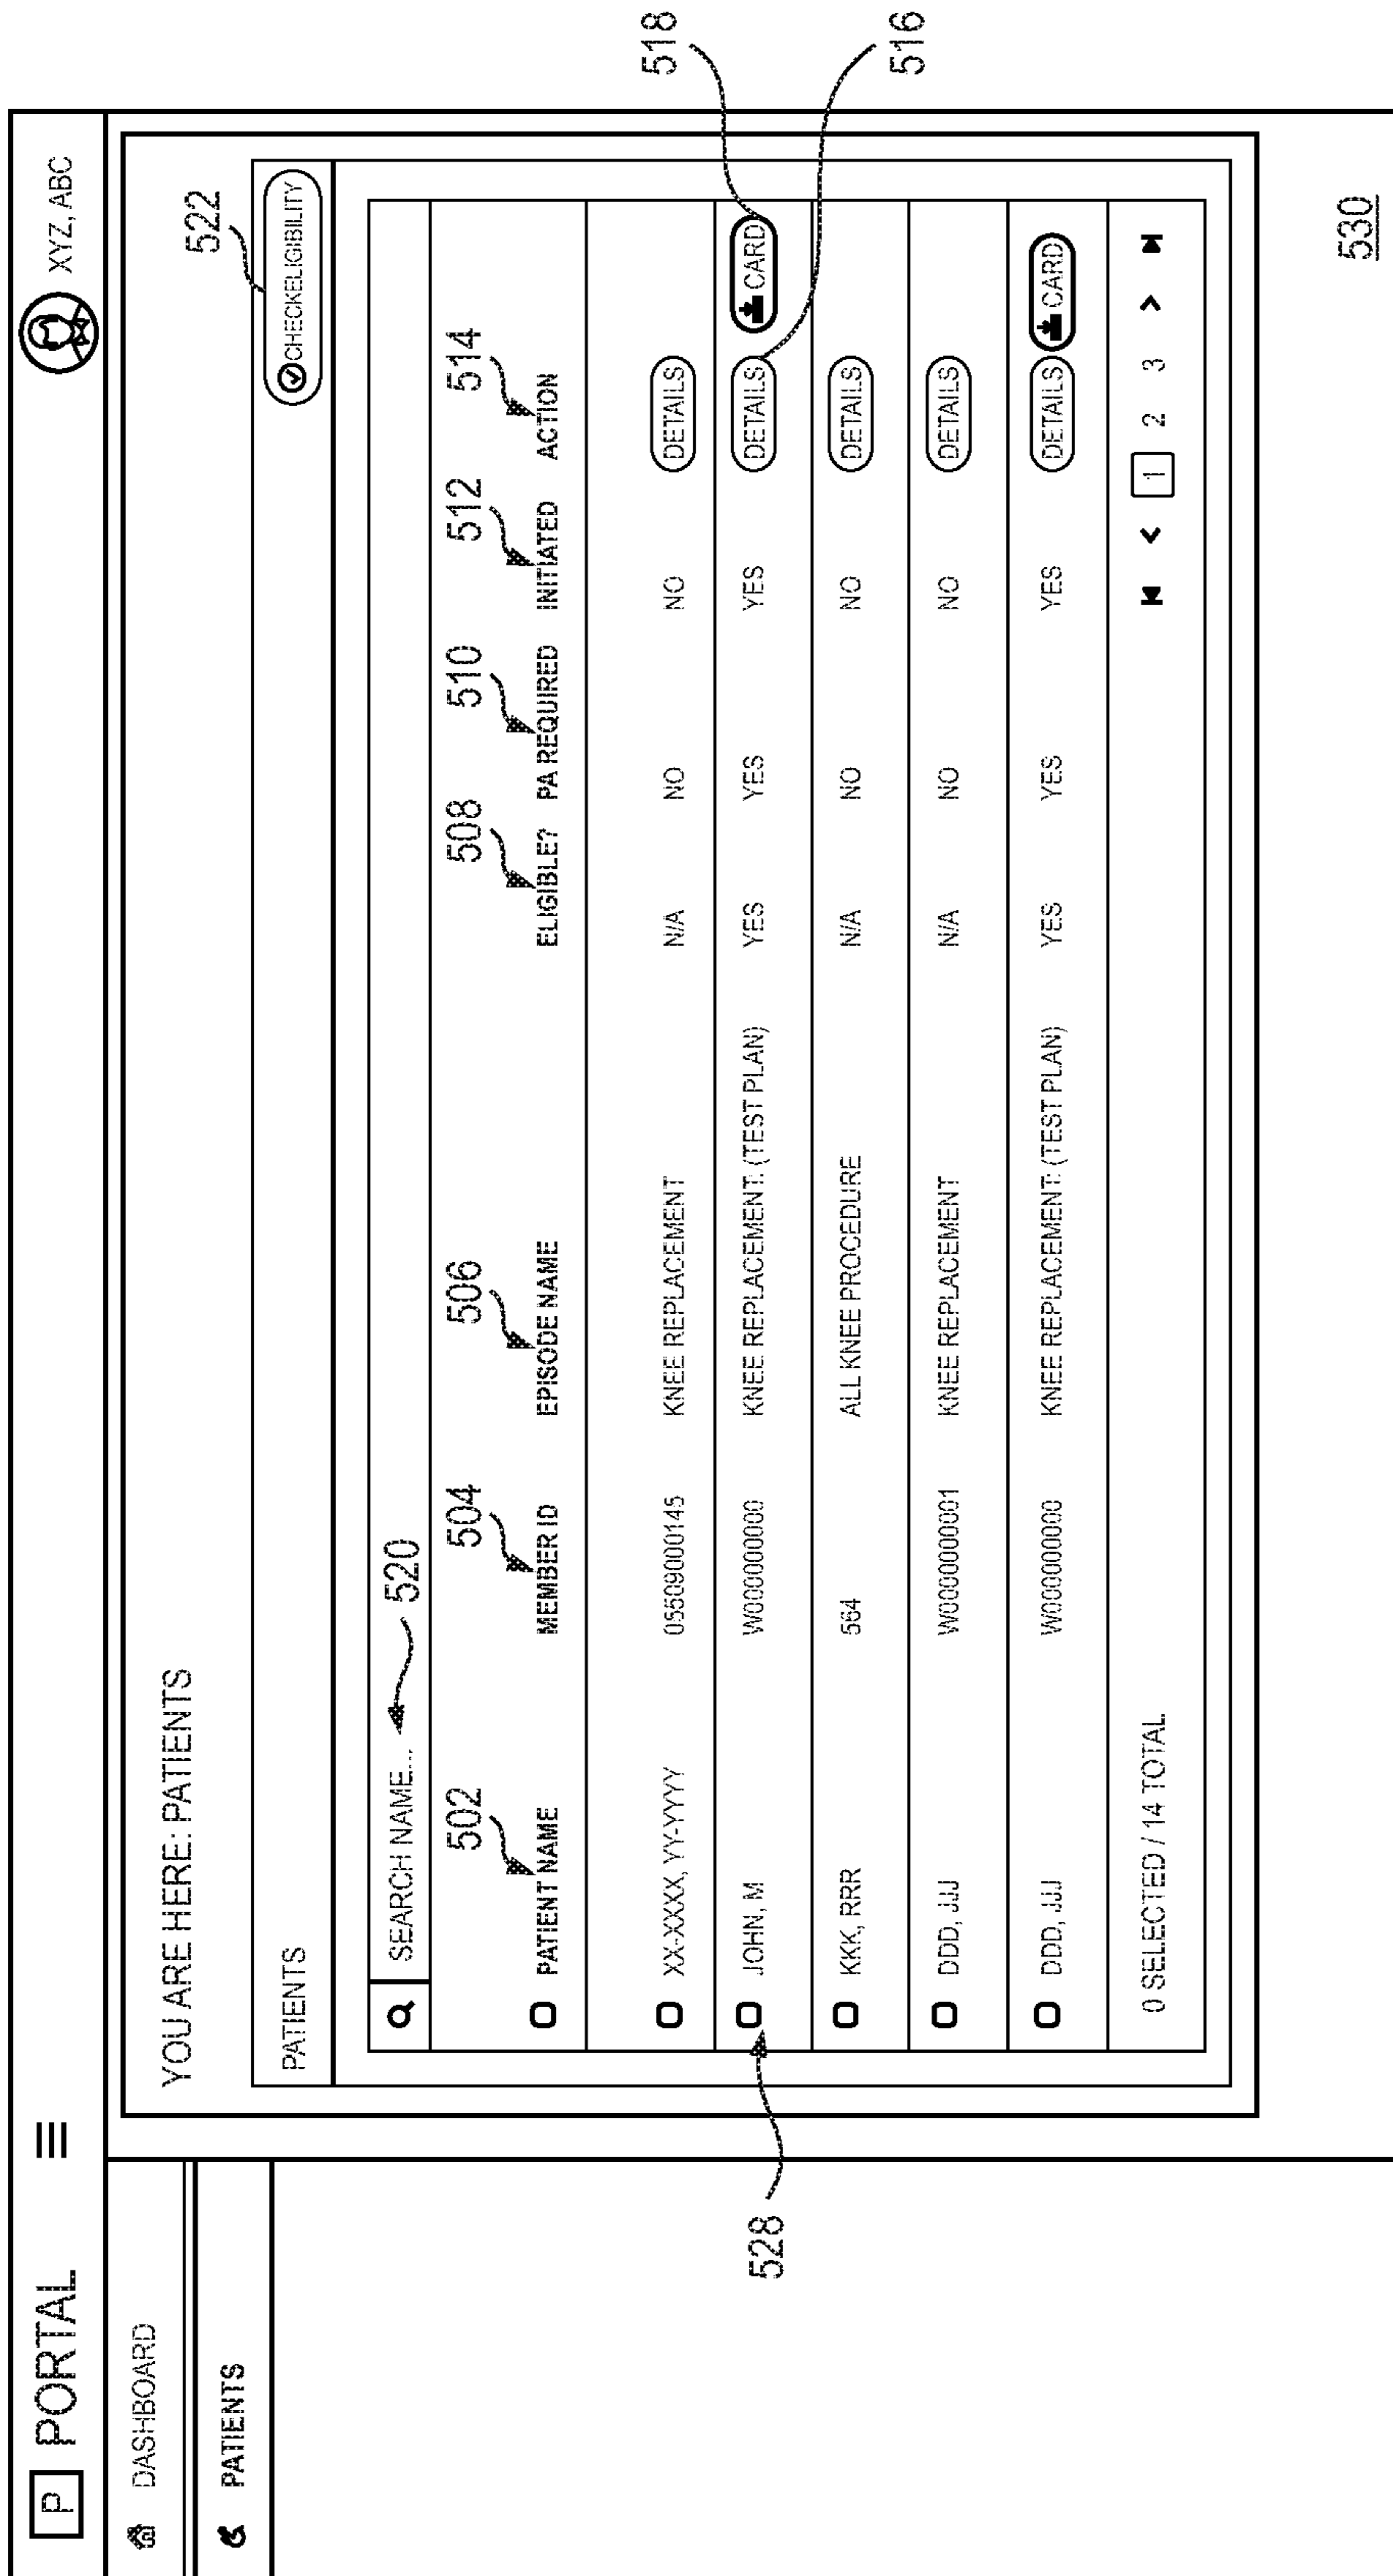 P PORTAL ☰ XYZ, ABC
DASHBOARD
PATIENTS
YOU ARE HERE: PATIENTS
522
PATIENTS CHECKELIGIBILITY
SEARCH NAME... 520
502 504 506 508 510 512 514
PATIENT NAME MEMBER ID EPISODE NAME ELIGIBLE? PA REQUIRED INITIATED ACTION
XX-XXXX, YY-YYYY 05509000145 KNEE REPLACEMENT N/A NO NO DETAILS
JOHN, M W000000000 KNEE REPLACEMENT: (TEST PLAN) YES YES YES DETAILS CARD
518
516
528
KKK, RRR 564 ALL KNEE PROCEDURE N/A NO NO DETAILS
DDD, JJJ W0000000001 KNEE REPLACEMENT N/A NO NO DETAILS
DDD, JJJ W000000000 KNEE REPLACEMENT: (TEST PLAN) YES YES YES DETAILS CARD
0 SELECTED / 14 TOTAL 1 2 3
530